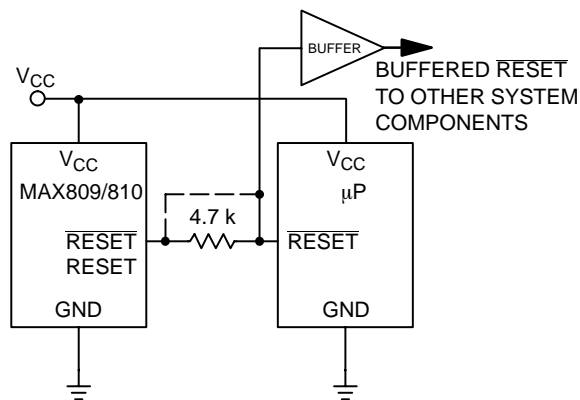 BUFFER
BUFFERED RESET
TO OTHER SYSTEM
COMPONENTS
VCC
VCC
MAX809/810
RESET
RESET
GND
4.7 k
VCC
μP
RESET
GND